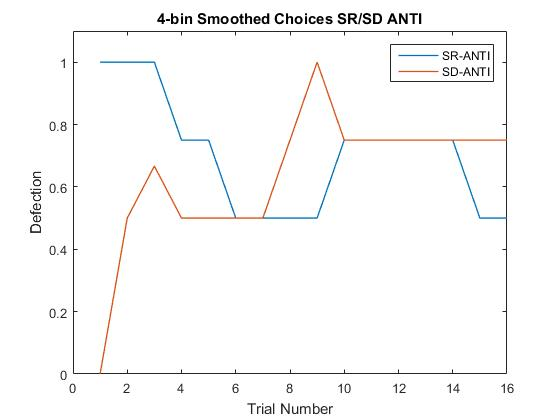 4-bin Smoothed Choices SR/SD ANTI
SR-ANTI
SD-ANTI
1
0.8
0.6
0.4
0.2
0
Defection
0 2 4 6 8 10 12 14 16
Trial Number